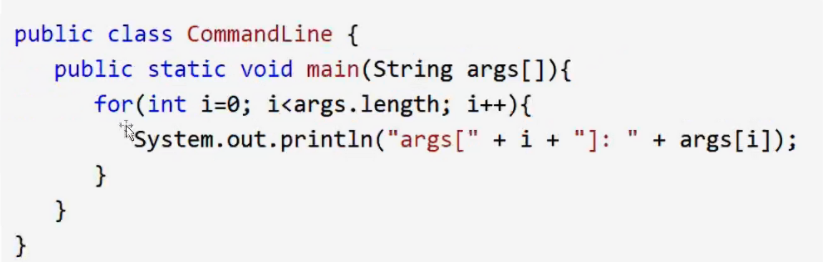 public class CommandLine {
public static void main(String args[]){
for(int i=0; i<args.length; i++){
System.out.println("args[" + i + "]: " + args[i]);
}
}
}